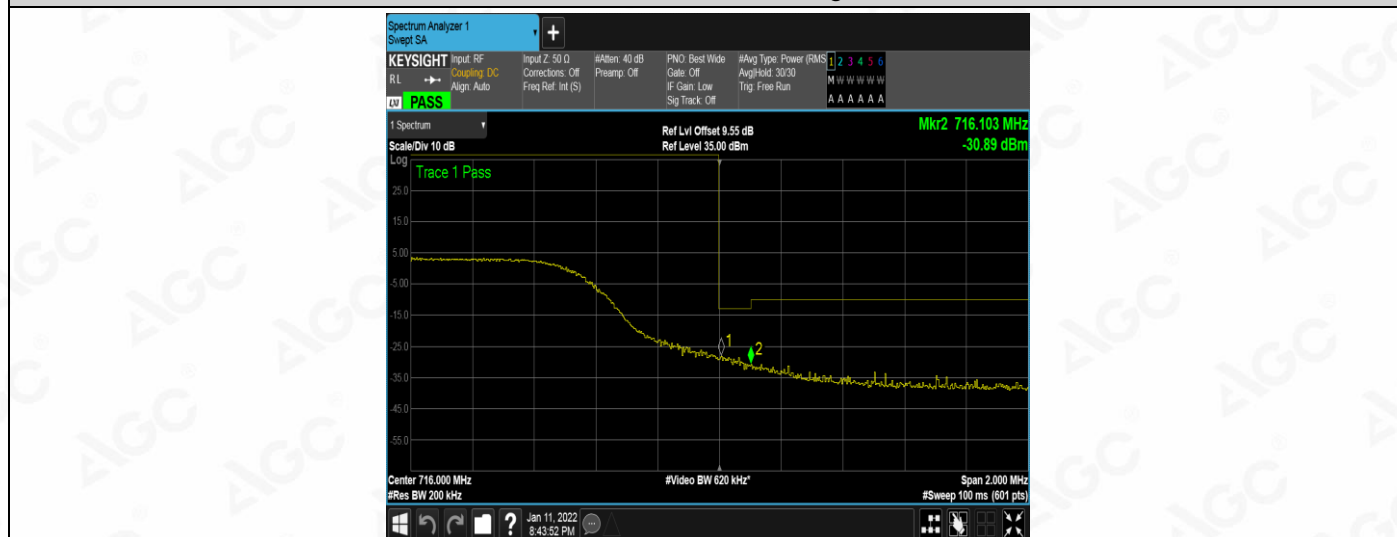 Spectrum Analyzer 1
Swept SA
KEYSIGHT Input: RF Input Z: 50 Ω #Atten: 40 dB PNO: Best Wide #Avg Type: Power (RMS 1 2 3 4 5 6
RL Coupling: DC Corrections: Off Preamp: Off Gate: Off Avg|Hold: 30/30 M W W W W W
Align: Auto Freq Ref: Int (S) IF Gain: Low Trig: Free Run
Sig Track: Off A A A A A A
LXI PASS
1 Spectrum Ref Lvl Offset 9.55 dB Mkr2 716.103 MHz
Scale/Div 10 dB Ref Level 35.00 dBm -30.89 dBm
Log
Trace 1 Pass
25.0
15.0
5.00
-5.00
-15.0
-25.0
1
2
-35.0
-45.0
-55.0
Center 716.000 MHz #Video BW 620 kHz* Span 2.000 MHz
#Res BW 200 kHz #Sweep 100 ms (601 pts)
? Jan 11, 2022
8:43:52 PM
AGC